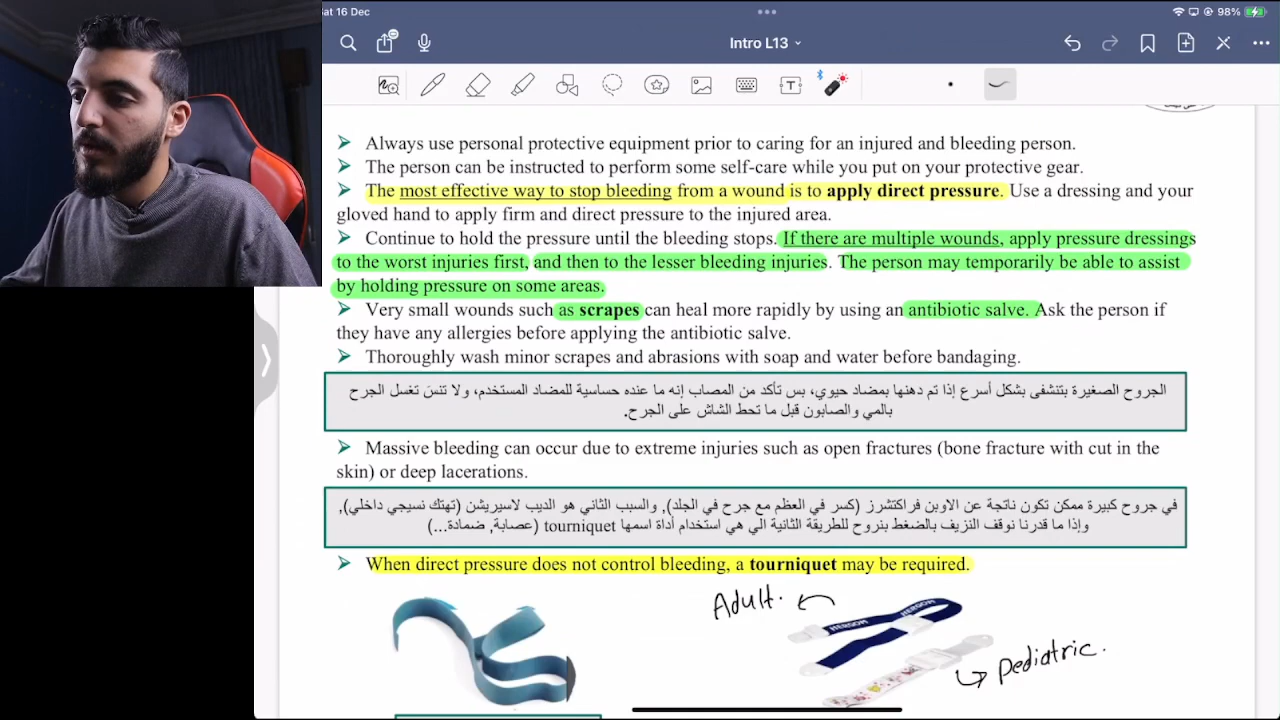 Sat 16 Dec
98%
Intro L13
T
Always use personal protective equipment prior to caring for an injured and bleeding person.
The person can be instructed to perform some self-care while you put on your protective gear.
The most effective way to stop bleeding from a wound is to apply direct pressure. Use a dressing and your
gloved hand to apply firm and direct pressure to the injured area.
Continue to hold the pressure until the bleeding stops. If there are multiple wounds, apply pressure dressings
to the worst injuries first, and then to the lesser bleeding injuries. The person may temporarily be able to assist
by holding pressure on some areas.
Very small wounds such as scrapes can heal more rapidly by using an antibiotic salve. Ask the person if
they have any allergies before applying the antibiotic salve.
Thoroughly wash minor scrapes and abrasions with soap and water before bandaging.
الجروح الصغيرة بتتشفى بشكل أسرع إذا تم دهنها بمضاد حيوي، بس تأكد من المصاب إنه ما عنده حساسية للمضاد المستخدم، ولا تنسَ تغسل الجرح
بالمي والصابون قبل ما تحط الشاش على الجرح.
Massive bleeding can occur due to extreme injuries such as open fractures (bone fracture with cut in the
skin) or deep lacerations.
في جروح كبيرة ممكن تكون ناتجة عن الاوبن فراكتشرز (كسر في العظم مع جرح في الجلد), والسبب الثاني هو الديب لاسيريشن (تهتك نسيجي داخلي),
وإذا ما قدرنا نوقف النزيف بالضغط بنروح للطريقة الثانية الي هي استخدام أداة اسمها tourniquet (عصابة, ضمادة...)
When direct pressure does not control bleeding, a tourniquet may be required.
Adult.
HERGOM HERGOM
pediatric.